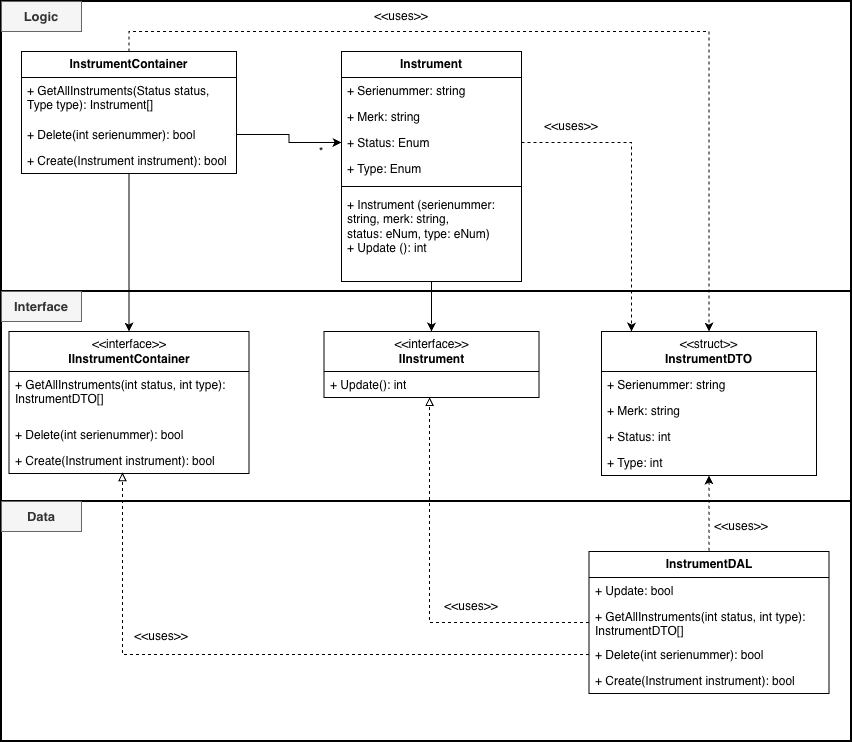 Logic
<<uses>>
InstrumentContainer
+ GetAllInstruments(Status status,
Type type): Instrument[]
+ Delete(int serienummer): bool
+ Create(Instrument instrument): bool
*
Instrument
+ Serienummer: string
+ Merk: string
+ Status: Enum
+ Type: Enum
+ Instrument (serienummer:
string, merk: string,
status: eNum, type: eNum)
+ Update (): int
<<uses>>
Interface
<<interface>>
IInstrumentContainer
+ GetAllInstruments(int status, int type):
InstrumentDTO[]
+ Delete(int serienummer): bool
+ Create(Instrument instrument): bool
<<interface>>
IInstrument
+ Update(): int
<<struct>>
InstrumentDTO
+ Serienummer: string
+ Merk: string
+ Status: int
+ Type: int
Data
<<uses>>
<<uses>>
<<uses>>
InstrumentDAL
+ Update: bool
+ GetAllInstruments(int status, int type):
InstrumentDTO[]
+ Delete(int serienummer): bool
+ Create(Instrument instrument): bool